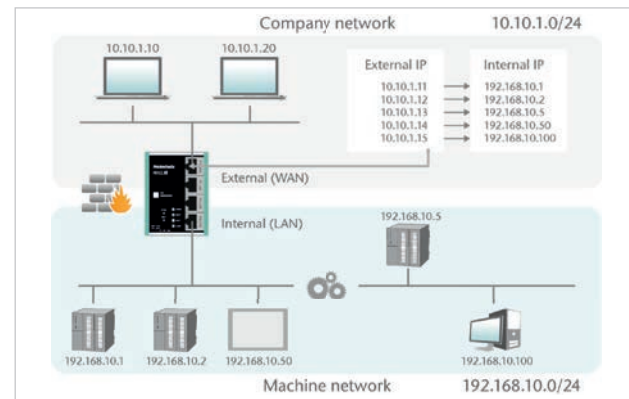 Company network 10.10.1.0/24
10.10.1.10 10.10.1.20
External IP Internal IP
10.10.1.11 192.168.10.1
10.10.1.12 192.168.10.2
10.10.1.13 192.168.10.5
10.10.1.14 192.168.10.50
10.10.1.15 192.168.10.100
External (WAN)
Internal (LAN)
192.168.10.5
192.168.10.1 192.168.10.2 192.168.10.50 192.168.10.100
Machine network 192.168.10.0/24